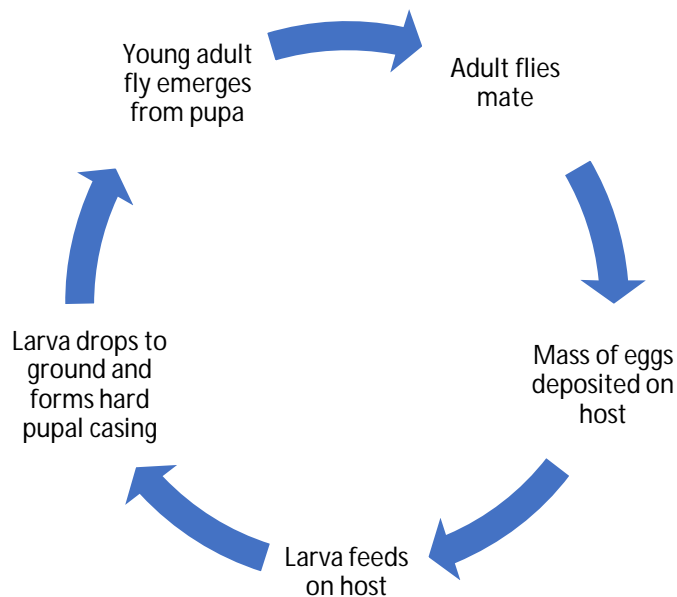 Young adult
fly emerges
from pupa
Adult flies
mate
Mass of eggs
deposited on
host
Larva feeds
on host
Larva drops to
ground and
forms hard
pupal casing